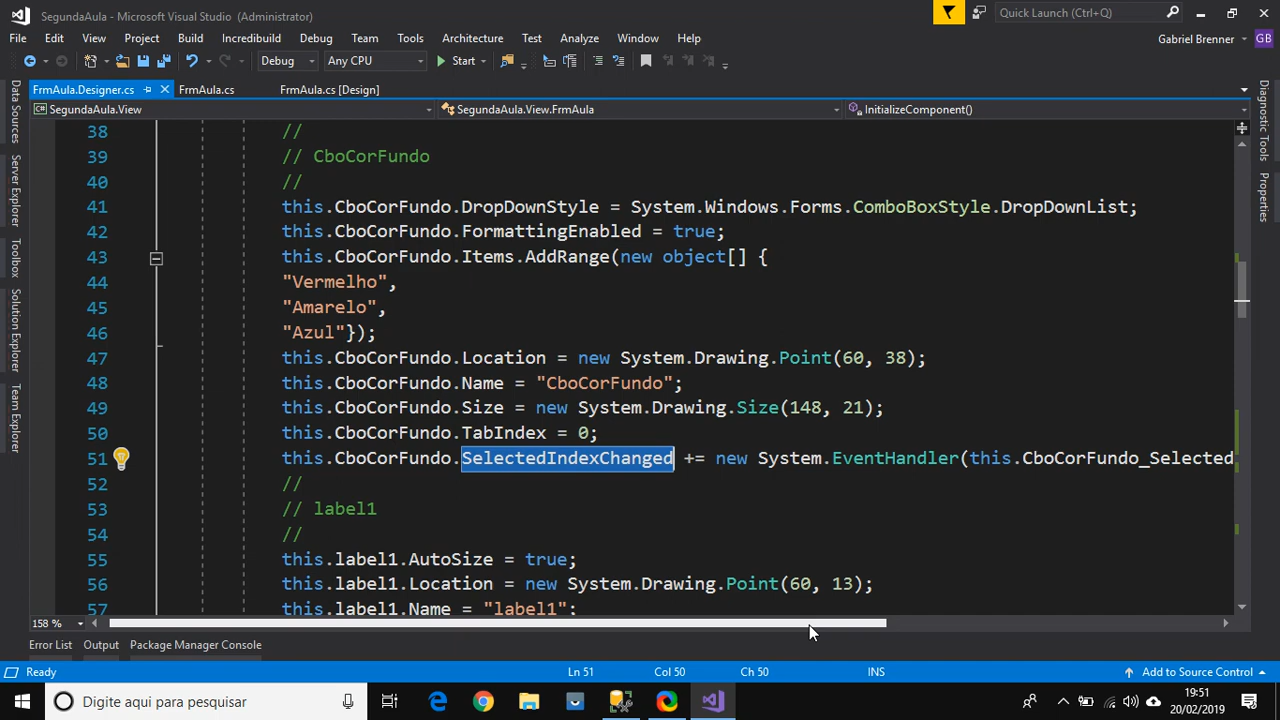 SegundaAula - Microsoft Visual Studio (Administrator)
Quick Launch (Ctrl+Q)
File Edit View Project Build Incredibuild Debug Team Tools Architecture Test Analyze Window Help
Gabriel Brenner GB
Debug Any CPU Start
FrmAula.Designer.cs FrmAula.cs FrmAula.cs [Design]
SegundaAula.View SegundaAula.View.FrmAula InitializeComponent()
Data Sources
Server Explorer
Toolbox
Solution Explorer
Team Explorer
38 //
39 // CboCorFundo
40 //
41 this.CboCorFundo.DropDownStyle = System.Windows.Forms.ComboBoxStyle.DropDownList;
42 this.CboCorFundo.FormattingEnabled = true;
43 this.CboCorFundo.Items.AddRange(new object[] {
44 "Vermelho",
45 "Amarelo",
46 "Azul"});
47 this.CboCorFundo.Location = new System.Drawing.Point(60, 38);
48 this.CboCorFundo.Name = "CboCorFundo";
49 this.CboCorFundo.Size = new System.Drawing.Size(148, 21);
50 this.CboCorFundo.TabIndex = 0;
51 this.CboCorFundo.SelectedIndexChanged += new System.EventHandler(this.CboCorFundo_Selected
52 //
53 // label1
54 //
55 this.label1.AutoSize = true;
56 this.label1.Location = new System.Drawing.Point(60, 13);
57 this.label1.Name = "label1";
Diagnostic Tools
Properties
158 %
Error List Output Package Manager Console
Ready Ln 51 Col 50 Ch 50 INS Add to Source Control
Digite aqui para pesquisar
19:51
20/02/2019